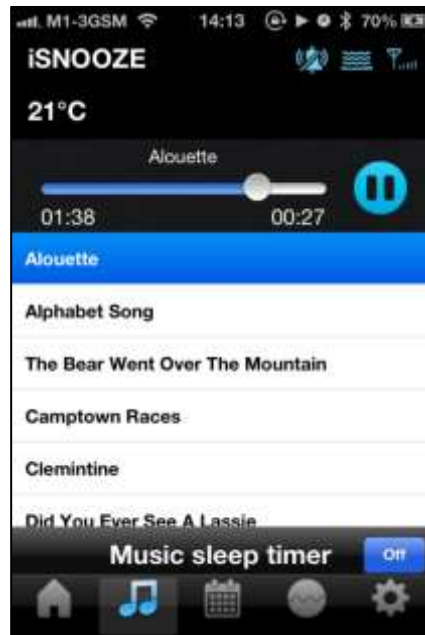 M1-3GSM 14:13 70%
iSNOOZE
21°C
Alouette
01:38 00:27
Alouette
Alphabet Song
The Bear Went Over The Mountain
Camptown Races
Clemintine
Did You Ever See A Lassie
Music sleep timer Off